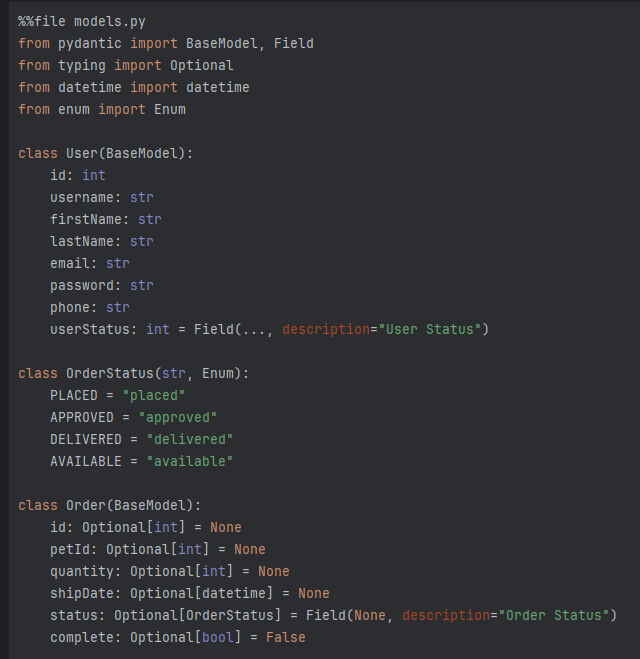 %%file models.py
from pydantic import BaseModel, Field
from typing import Optional
from datetime import datetime
from enum import Enum

class User(BaseModel):
    id: int
    username: str
    firstName: str
    lastName: str
    email: str
    password: str
    phone: str
    userStatus: int = Field(..., description="User Status")

class OrderStatus(str, Enum):
    PLACED = "placed"
    APPROVED = "approved"
    DELIVERED = "delivered"
    AVAILABLE = "available"

class Order(BaseModel):
    id: Optional[int] = None
    petId: Optional[int] = None
    quantity: Optional[int] = None
    shipDate: Optional[datetime] = None
    status: Optional[OrderStatus] = Field(None, description="Order Status")
    complete: Optional[bool] = False